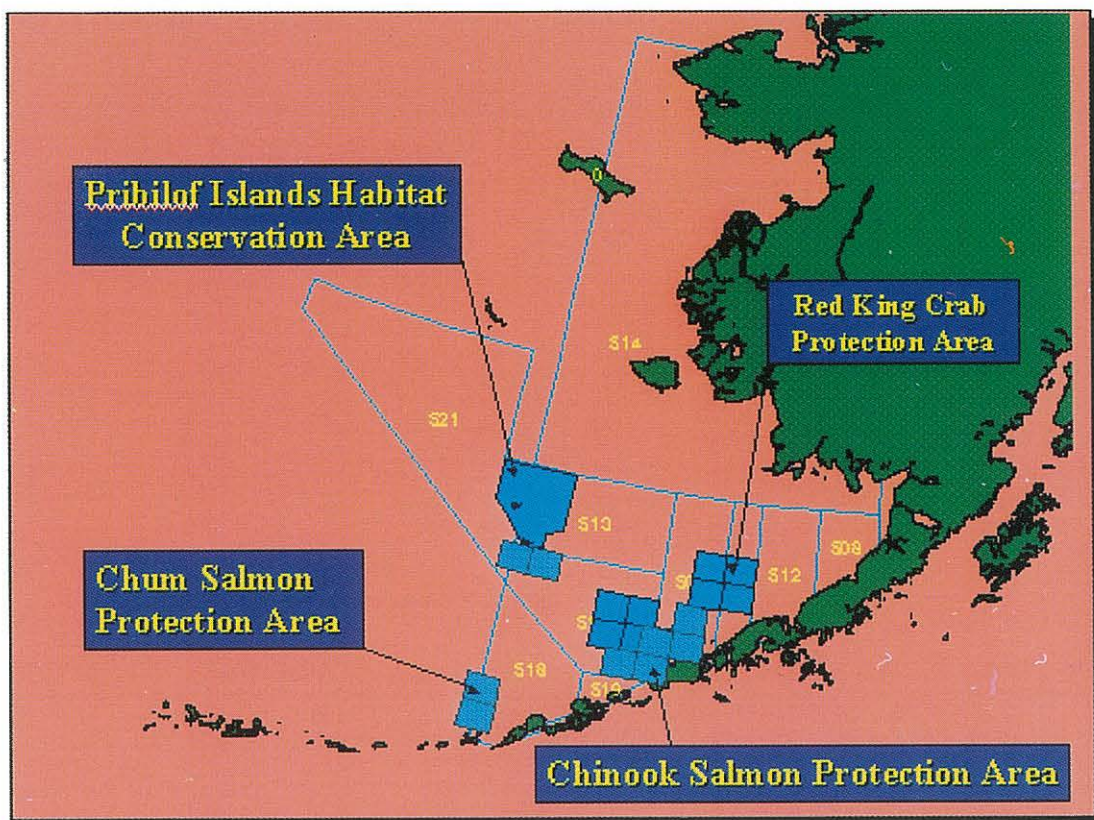 Pribilof Islands Habitat
Conservation Area
Red King Crab
Protection Area
S14
S21
S13
S12
S08
Chum Salmon
Protection Area
S18
S19
Chinook Salmon Protection Area